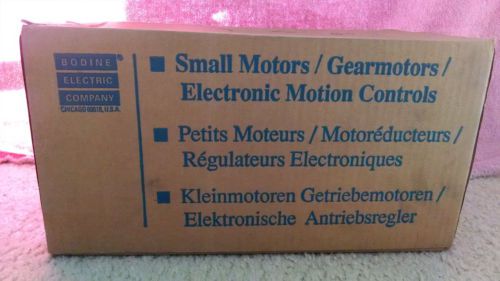 BODINE
ELECTRIC
COMPANY
CHICAGO 60618, U.S.A.
Small Motors / Gearmotors /
Electronic Motion Controls
Petits Moteurs / Motoréducteurs /
Régulateurs Electroniques
Kleinmotoren Getriebemotoren /
Elektronische Antriebsregler